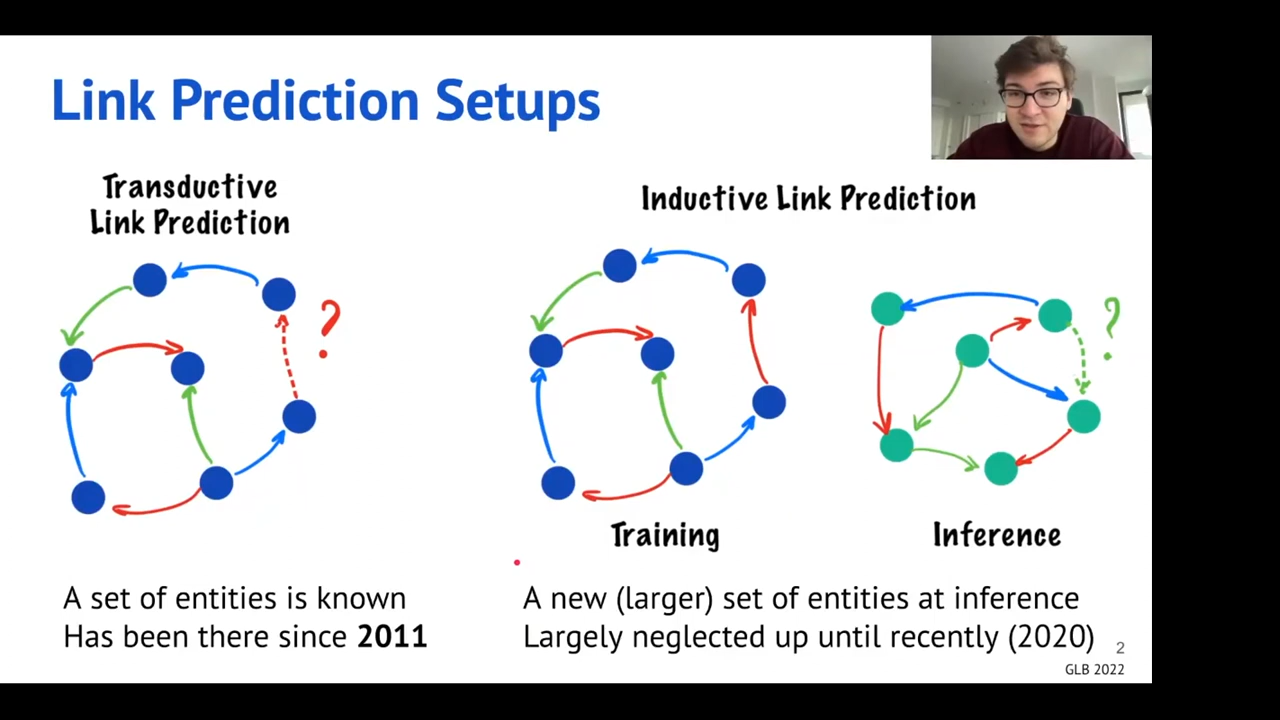 Link Prediction Setups
Transductive
Link Prediction
?
A set of entities is known
Has been there since 2011
Inductive Link Prediction
?
Training
Inference
A new (larger) set of entities at inference
Largely neglected up until recently (2020)
2
GLB 2022